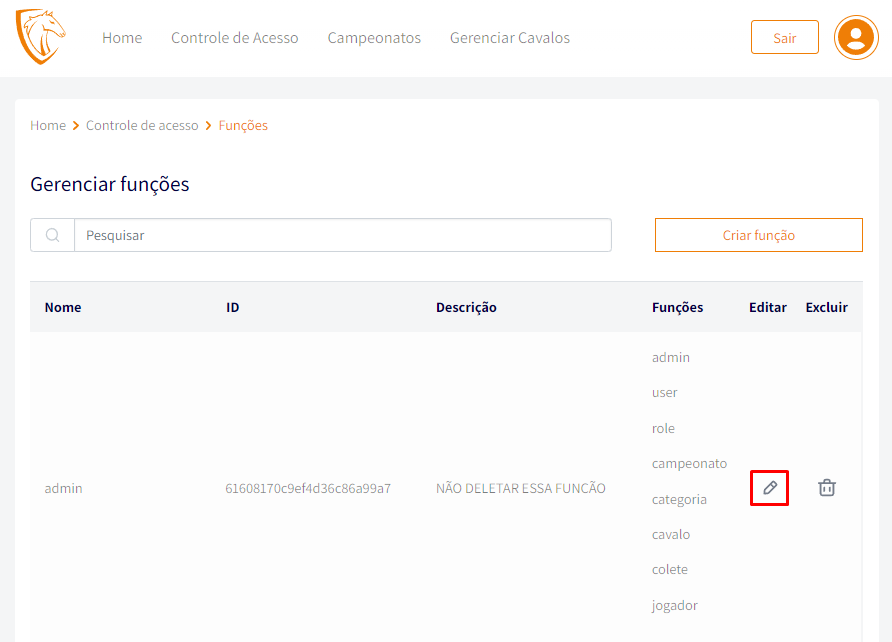 Home Controle de Acesso Campeonatos Gerenciar Cavalos Sair
Home > Controle de acesso > Funções
Gerenciar funções
Pesquisar Criar função
Nome ID Descrição Funções Editar Excluir
admin
user
role
campeonato
admin 61608170c9ef4d36c86a99a7 NÃO DELETAR ESSA FUNCÃO
categoria
cavalo
colete
jogador